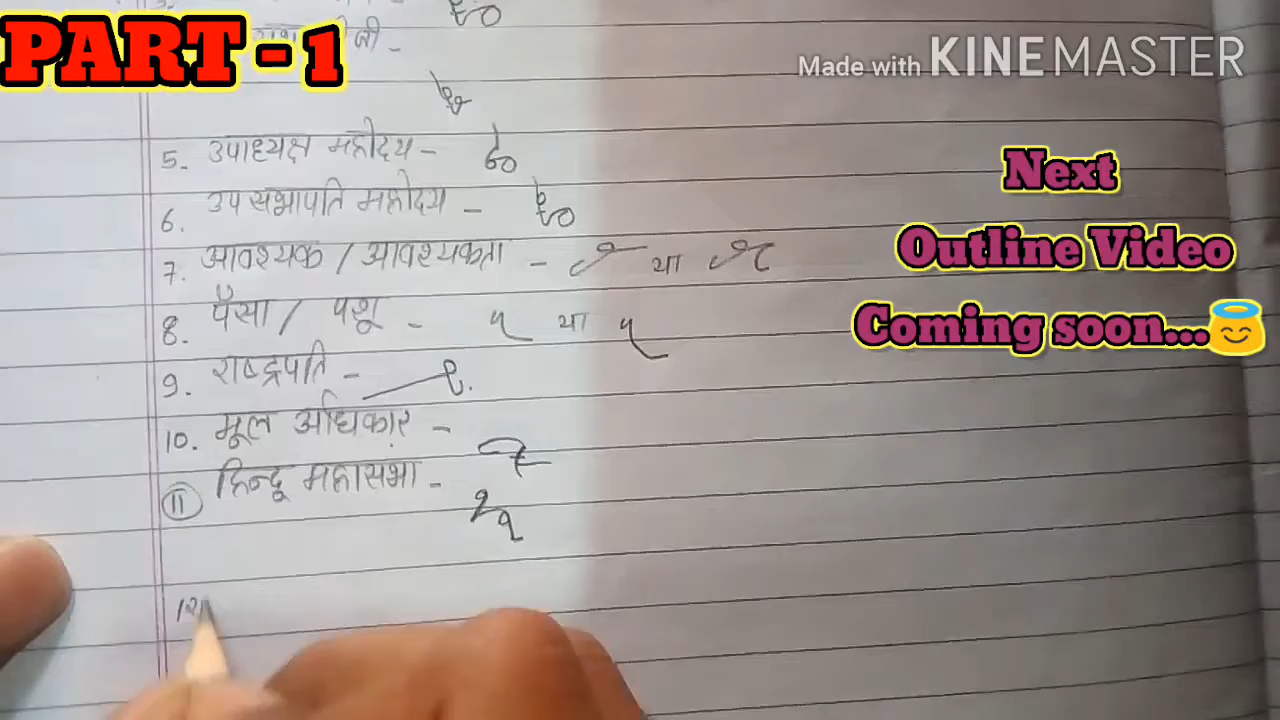 PART - 1
Made with KINEMASTER
Next
Outline Video
Coming soon...😇
5. उपाध्यक्ष महोदय -
6. उपसभापति महोदय -
7. आवश्यक / आवश्यकता - या
8. पैसा / पशू - या
9. राष्ट्रपति -
10. मूल अधिकार -
11 हिन्दू महासभा -
12